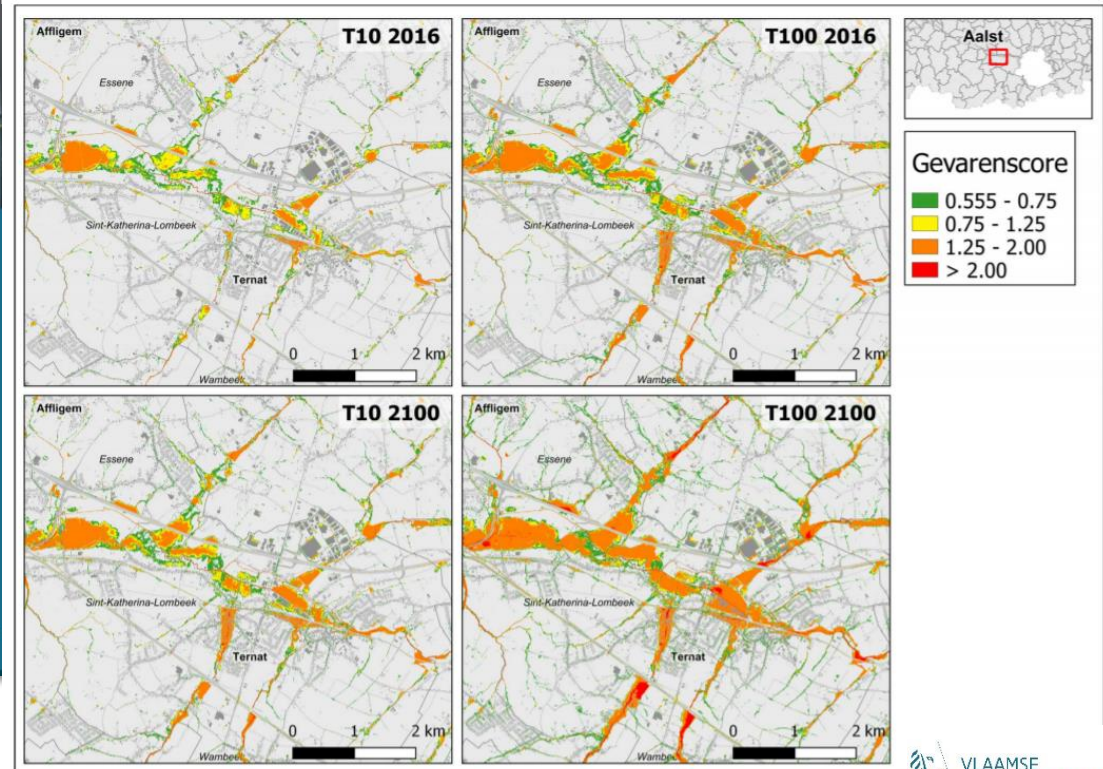 Affligem
T10 2016
Essene
Sint-Katherina-Lombeek
Ternat
0 1 2 km
Wambeek
Affligem
T100 2016
Essene
Sint-Katherina-Lombeek
Ternat
0 1 2 km
Wambeek
Aalst
Gevarenscore
0.555 - 0.75
0.75 - 1.25
1.25 - 2.00
> 2.00
Affligem
T10 2100
Essene
Sint-Katherina-Lombeek
Ternat
0 1 2 km
Wambeek
Affligem
T100 2100
Essene
Sint-Katherina-Lombeek
Ternat
0 1 2 km
Wambeek
VLAAMSE